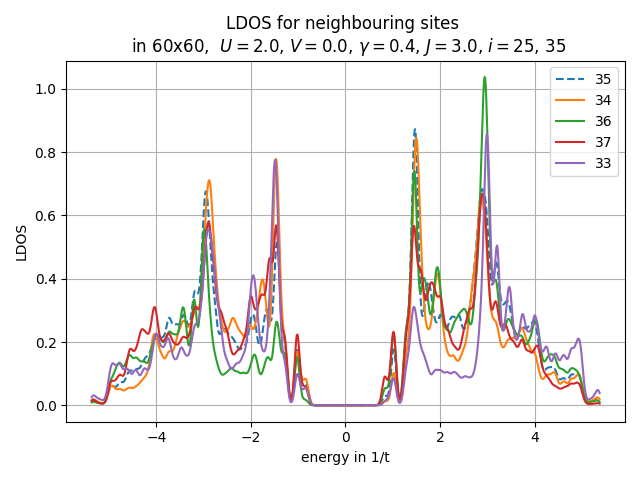 LDOS for neighbouring sites
in 60x60, U = 2.0, V = 0.0, γ = 0.4, J = 3.0, i = 25, 35
LDOS
1.0
0.8
0.6
0.4
0.2
0.0
35
34
36
37
33
−4 −2 0 2 4
energy in 1/t